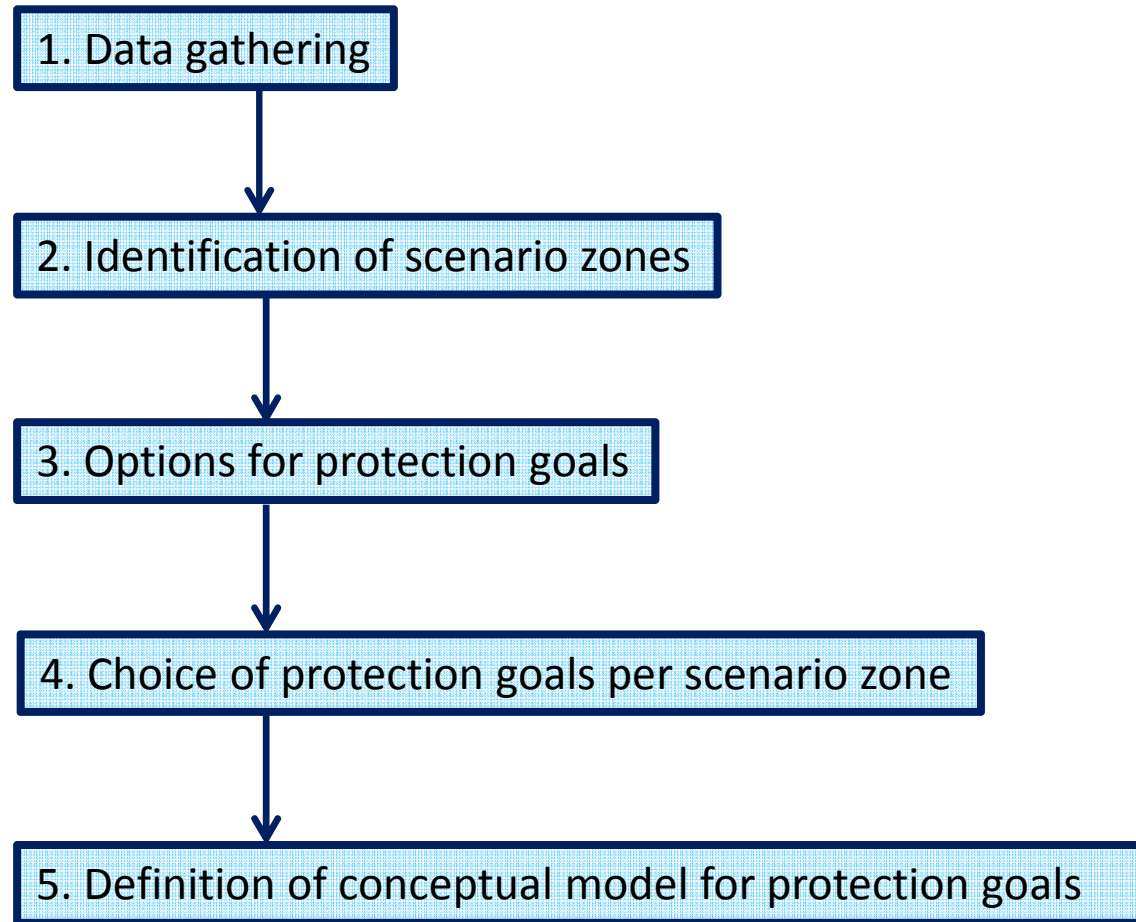 1. Data gathering
2. Identification of scenario zones
3. Options for protection goals
4. Choice of protection goals per scenario zone
5. Definition of conceptual model for protection goals